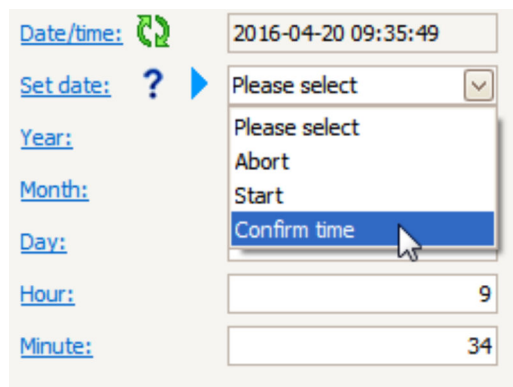 Date/time: 2016-04-20 09:35:49
Set date: ? Please select
Please select
Year:
Abort
Month:
Start
Confirm time
Day:
Hour: 9
Minute: 34